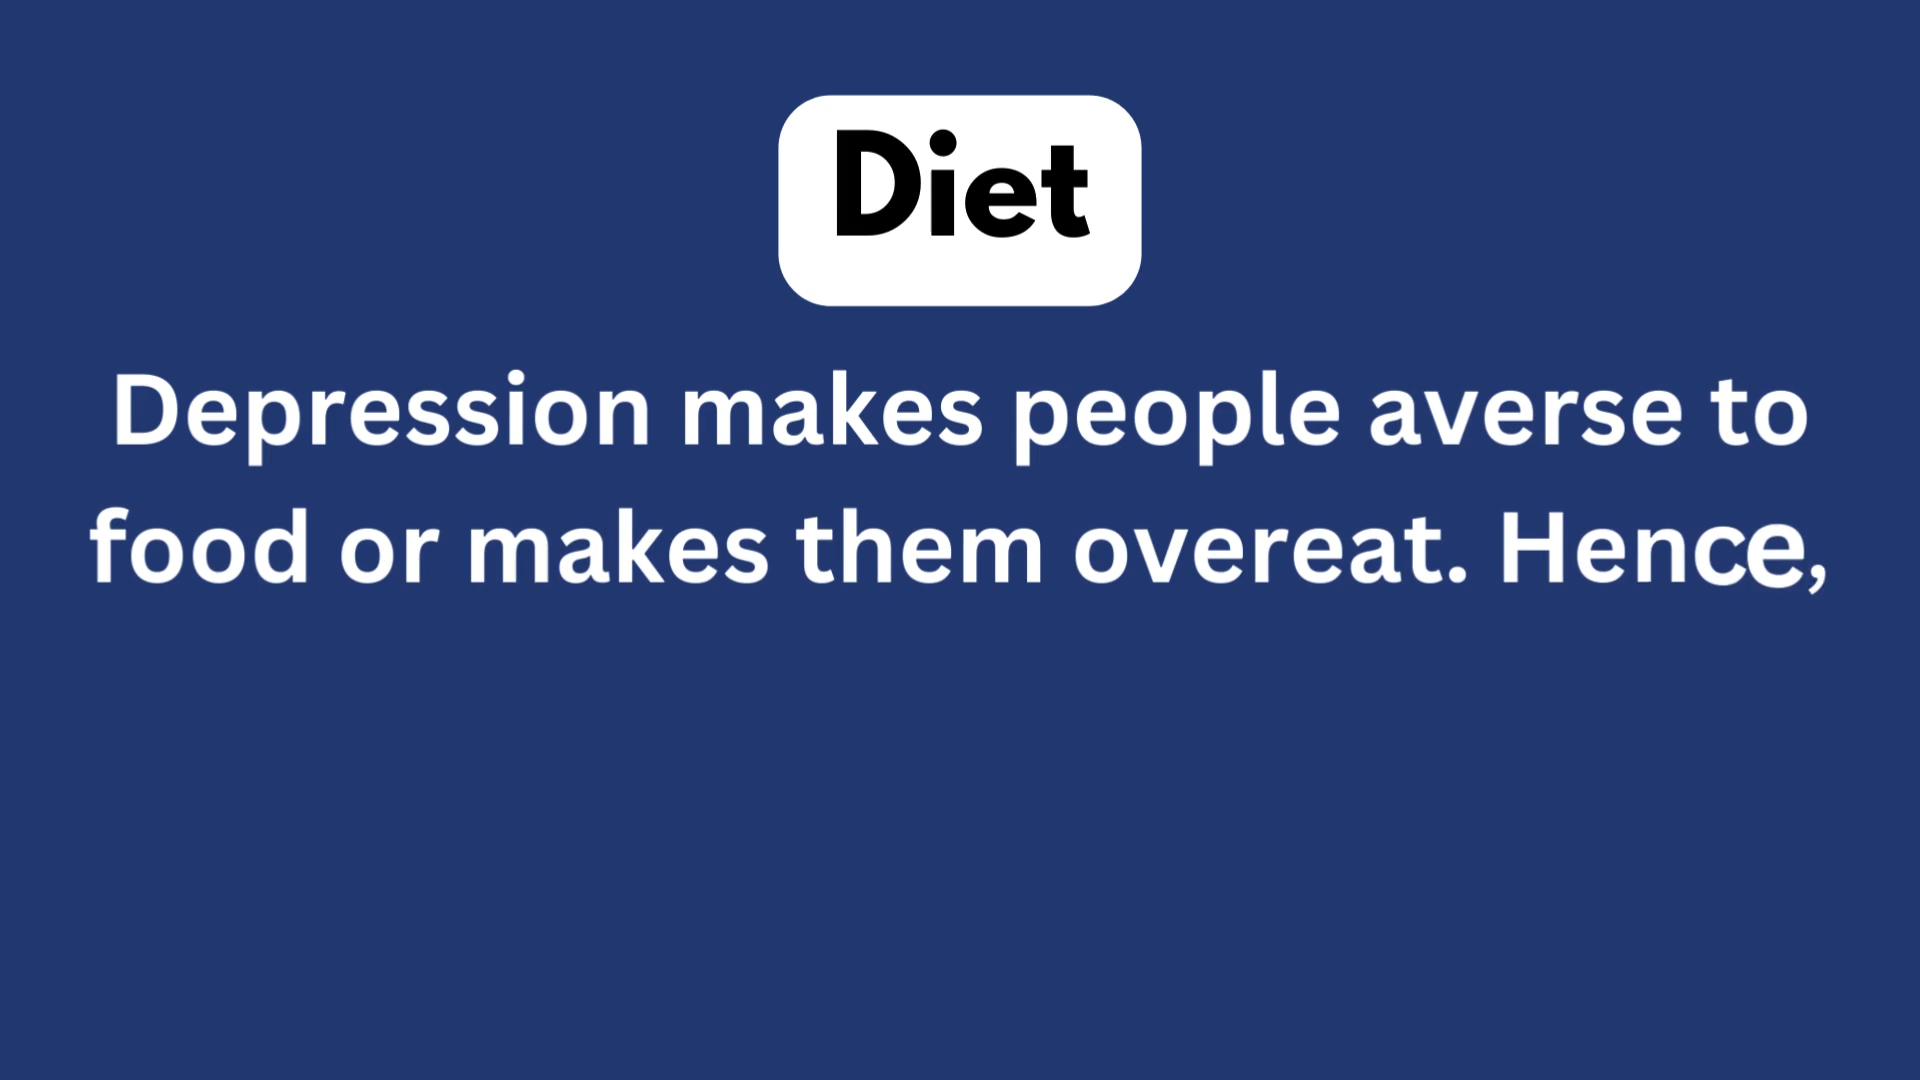 Diet
Depression makes people averse to
food or makes them overeat. Hence,